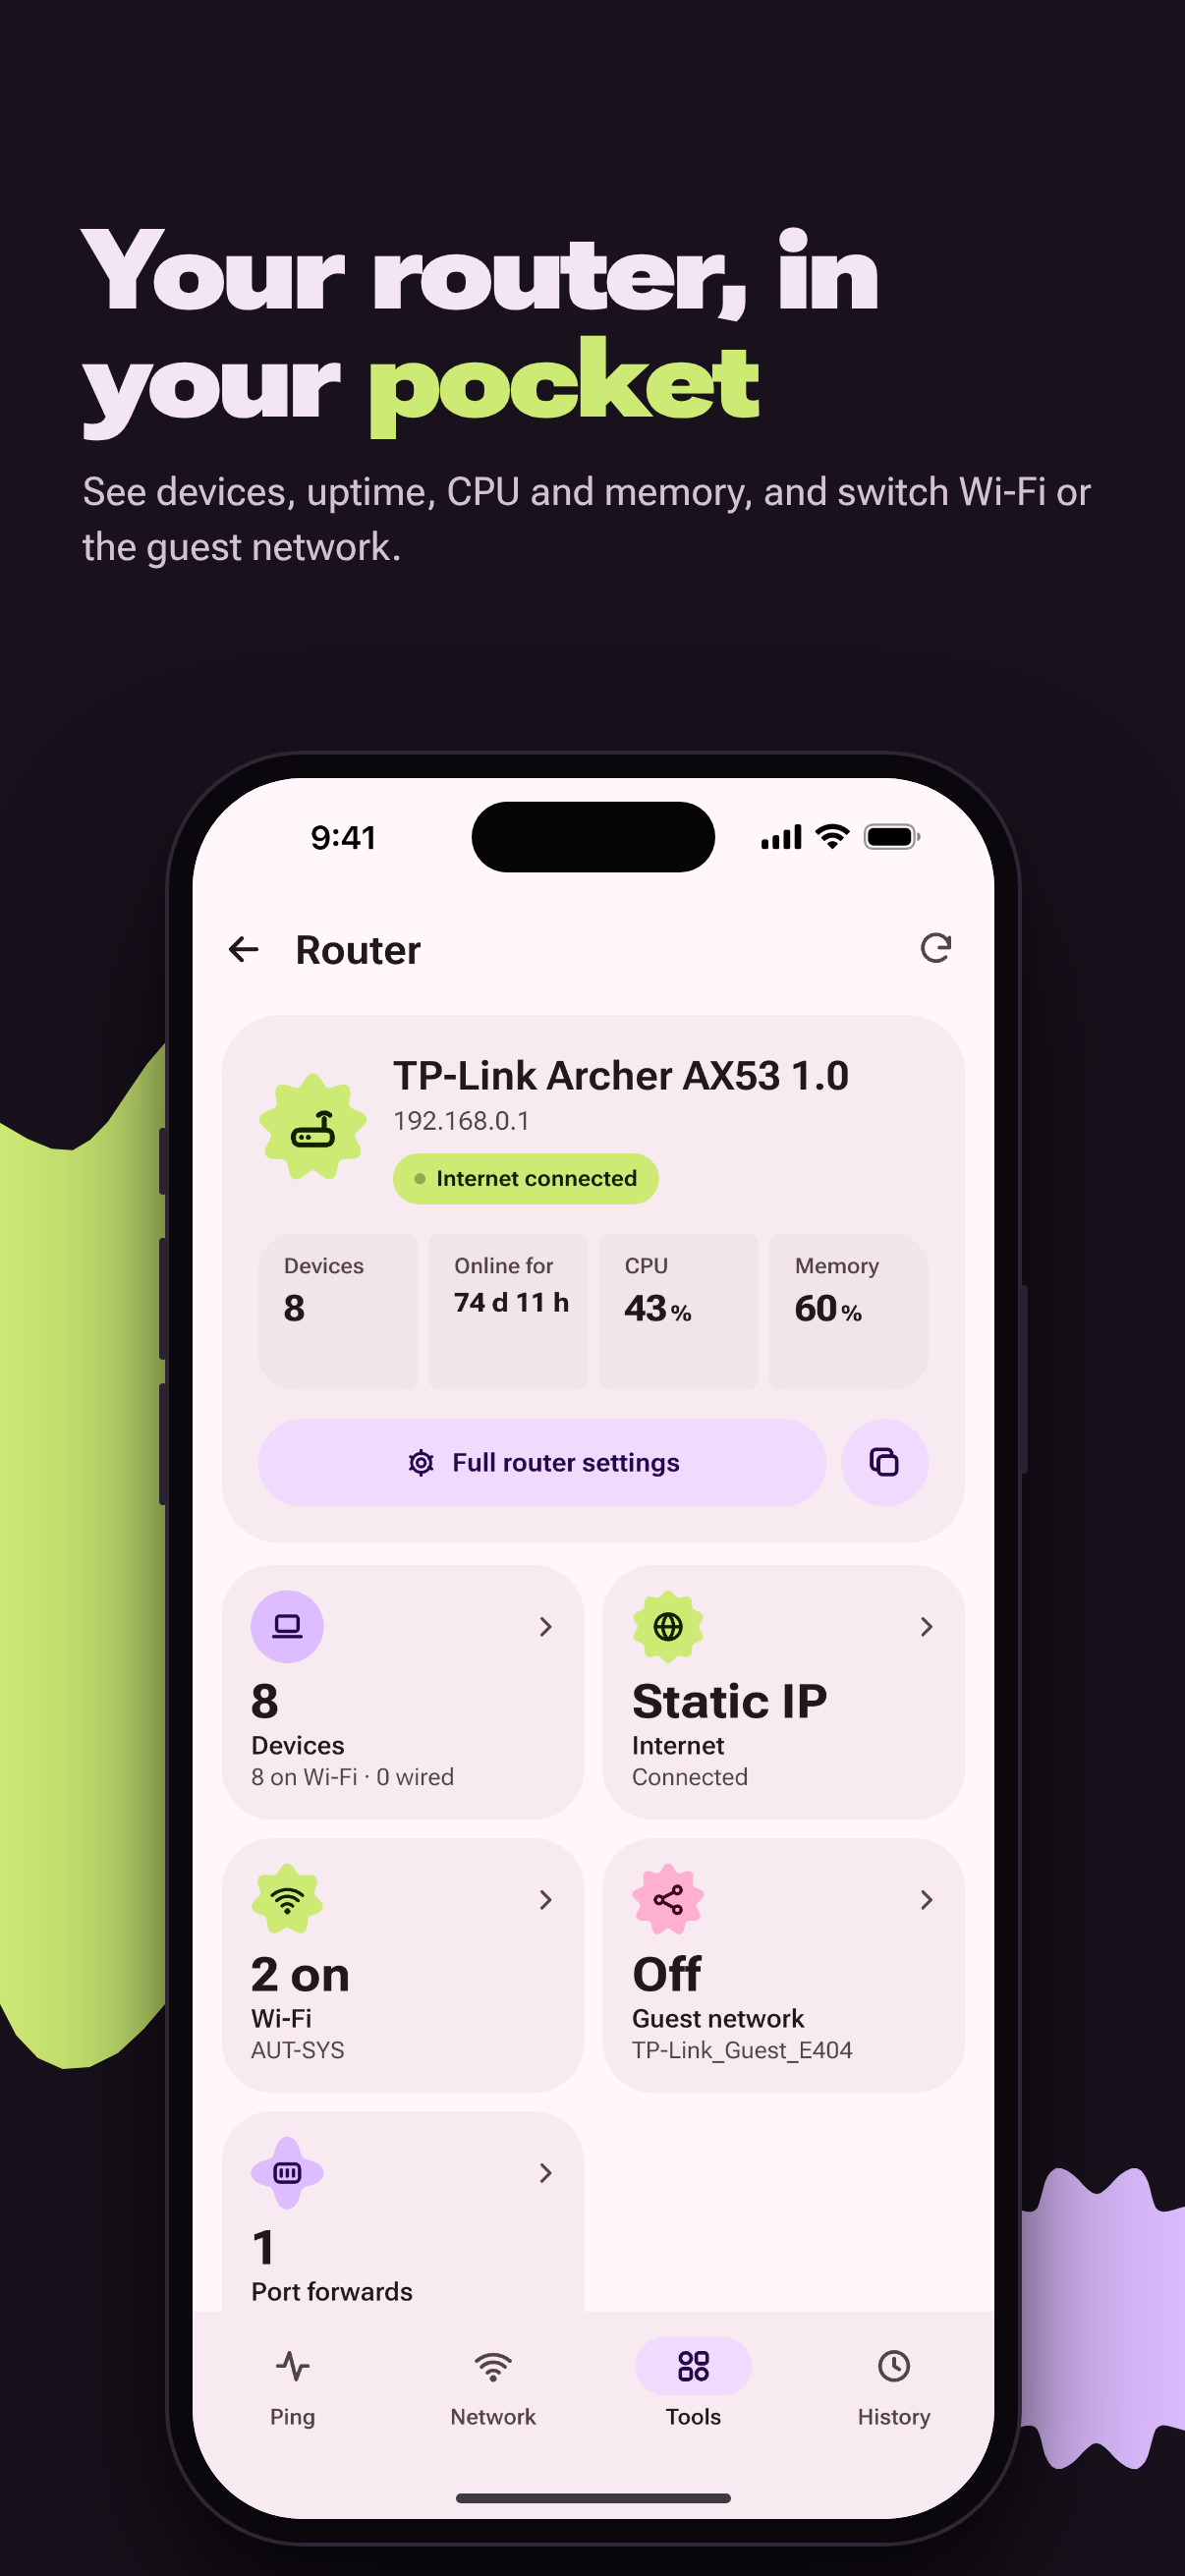 Your router, in
your pocket
See devices, uptime, CPU and memory, and switch Wi-Fi or
the guest network.
9:41
Router
TP-Link Archer AX53 1.0
192.168.0.1
Internet connected
Devices Online for CPU Memory
8 74 d 11 h 43 % 60 %
Full router settings
8 Static IP
Devices Internet
8 on Wi-Fi · 0 wired Connected
2 on Off
Wi-Fi Guest network
AUT-SYS TP-Link_Guest_E404
1
Port forwards
Ping Network Tools History